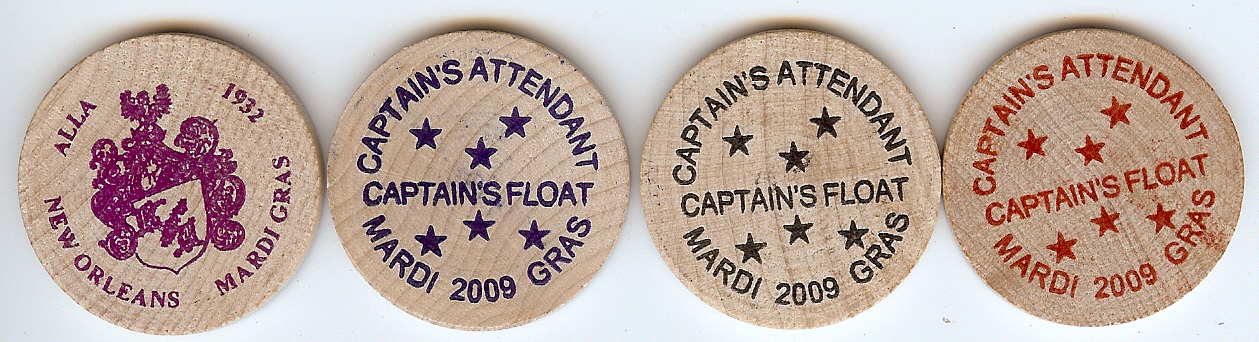 ALLA 1932
NEW ORLEANS MARDI GRAS
CAPTAIN'S ATTENDANT
CAPTAIN'S FLOAT
MARDI 2009 GRAS
CAPTAIN'S ATTENDANT
CAPTAIN'S FLOAT
MARDI 2009 GRAS
CAPTAIN'S ATTENDANT
CAPTAIN'S FLOAT
MARDI 2009 GRAS